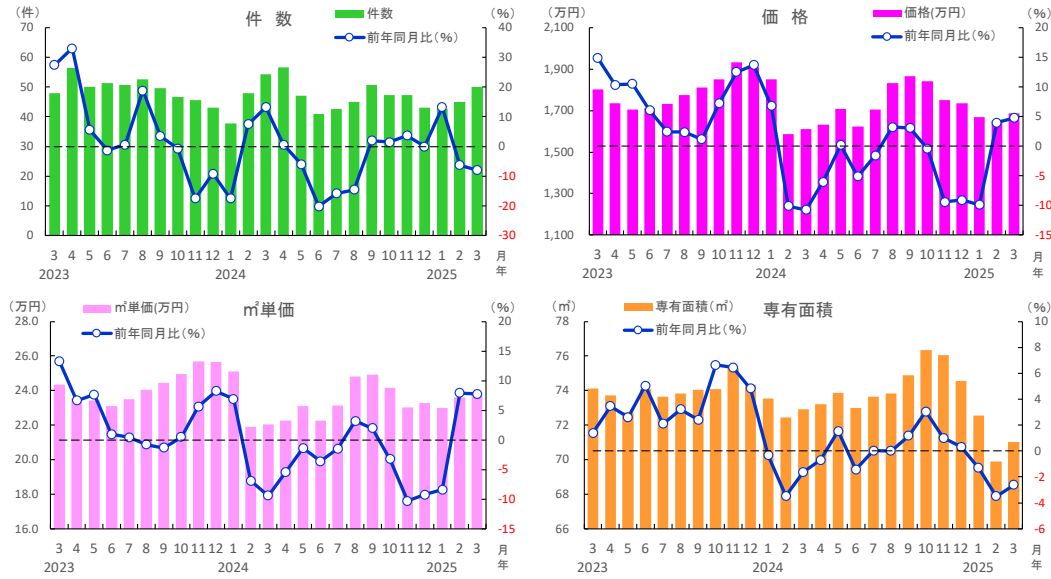 (件)
件 数
件数
前年同月比(%)
(%)
70 60 50 40 30 20 10 0
40 30 20 10 0 -10 -20 -30
3 4 5 6 7 8 9 10 11 12 1 2 3 4 5 6 7 8 9 10 11 12 1 2 3 月
2023 2024 2025 年
(万円)
価 格
価格(万円)
前年同月比(%)
(%)
2,100 1,900 1,700 1,500 1,300 1,100
20 15 10 5 0 -5 -10 -15
3 4 5 6 7 8 9 10 11 12 1 2 3 4 5 6 7 8 9 10 11 12 1 2 3 月
2023 2024 2025 年
(万円)
㎡単価(万円)
㎡単価
前年同月比(%)
(%)
28.0 26.0 24.0 22.0 20.0 18.0 16.0
20 15 10 5 0 -5 -10 -15
3 4 5 6 7 8 9 10 11 12 1 2 3 4 5 6 7 8 9 10 11 12 1 2 3 月
2023 2024 2025 年
(㎡)
専有面積(㎡)
専有面積
前年同月比(%)
(%)
78 76 74 72 70 68 66
10 8 6 4 2 0 -2 -4 -6
3 4 5 6 7 8 9 10 11 12 1 2 3 4 5 6 7 8 9 10 11 12 1 2 3 月
2023 2024 2025 年